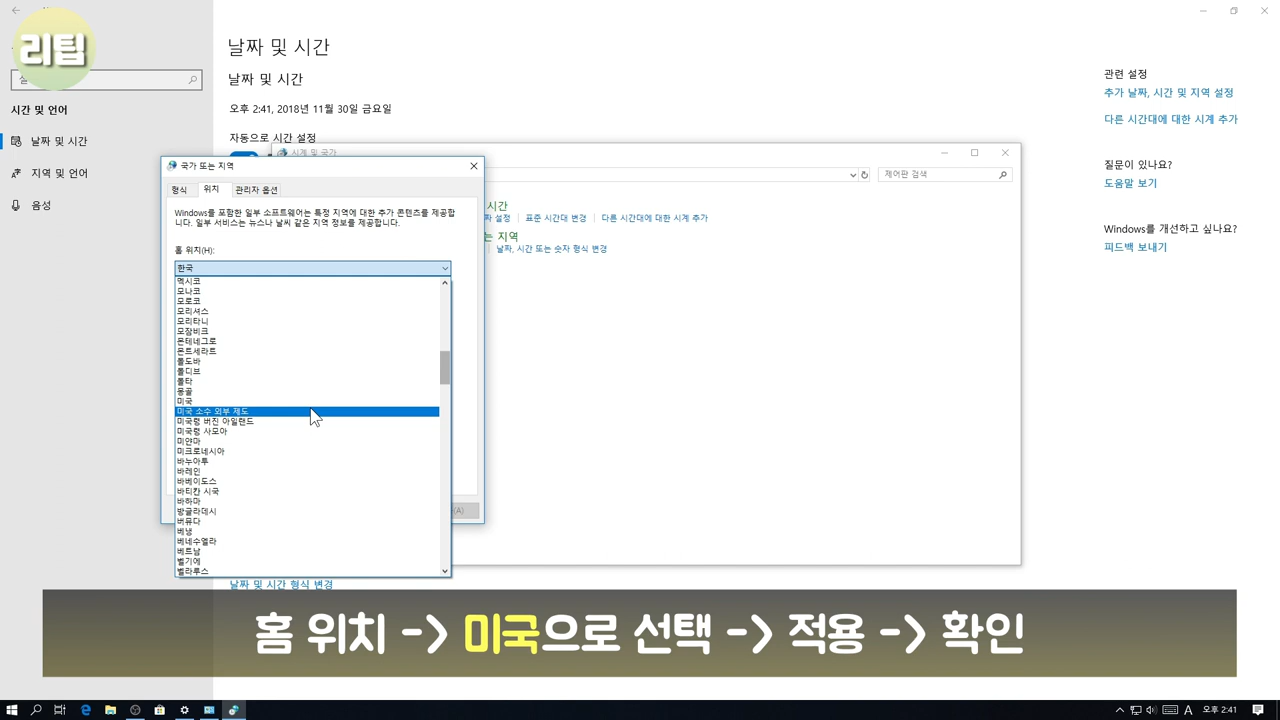 리팁
날짜 및 시간
날짜 및 시간
오후 2:41, 2018년 11월 30일 금요일
자동으로 시간 설정
시간 및 언어
날짜 및 시간
지역 및 언어
음성
관련 설정
추가 날짜, 시간 및 지역 설정
다른 시간대에 대한 시계 추가
질문이 있나요?
도움말 보기
Windows를 개선하고 싶나요?
피드백 보내기
시계 및 국가
제어판 검색
시간
설정
표준 시간대 변경
다른 시간대에 대한 시계 추가
는 지역
날짜, 시간 또는 숫자 형식 변경
국가 또는 지역
형식
위치
관리자 옵션
Windows를 포함한 일부 소프트웨어는 특정 지역에 대한 추가 콘텐츠를 제공합
니다. 일부 서비스는 뉴스나 날씨 같은 지역 정보를 제공합니다.
홈 위치(H):
한국
멕시코
모나코
모로코
모리셔스
모리타니
모잠비크
몬테네그로
몬트세라트
몰도바
몰디브
몰타
몽골
미국
미국 소수 외부 제도
미국령 버진 아일랜드
미국령 사모아
미얀마
미크로네시아
바누아투
바레인
바베이도스
바티칸 시국
바하마
방글라데시
버뮤다
베냉
베네수엘라
베트남
벨기에
벨라루스
(A)
날짜 및 시간 형식 변경
홈 위치 -> 미국으로 선택 -> 적용 -> 확인
A
오후 2:41